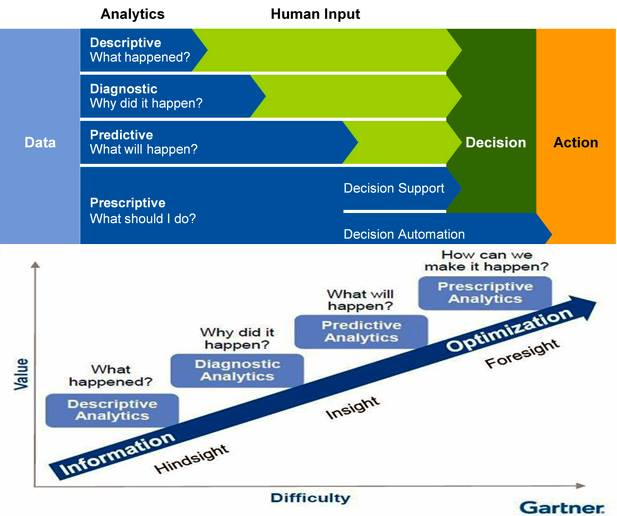 Analytics
Human Input
Data
Descriptive
What happened?
Diagnostic
Why did it happen?
Predictive
What will happen?
Prescriptive
What should I do?
Decision Support
Decision Automation
Decision
Action
Value
What
happened?
Descriptive
Analytics
Why did it
happen?
Diagnostic
Analytics
What will
happen?
Predictive
Analytics
How can we
make it happen?
Prescriptive
Analytics
Information
Optimization
Hindsight
Insight
Foresight
Difficulty
Gartner